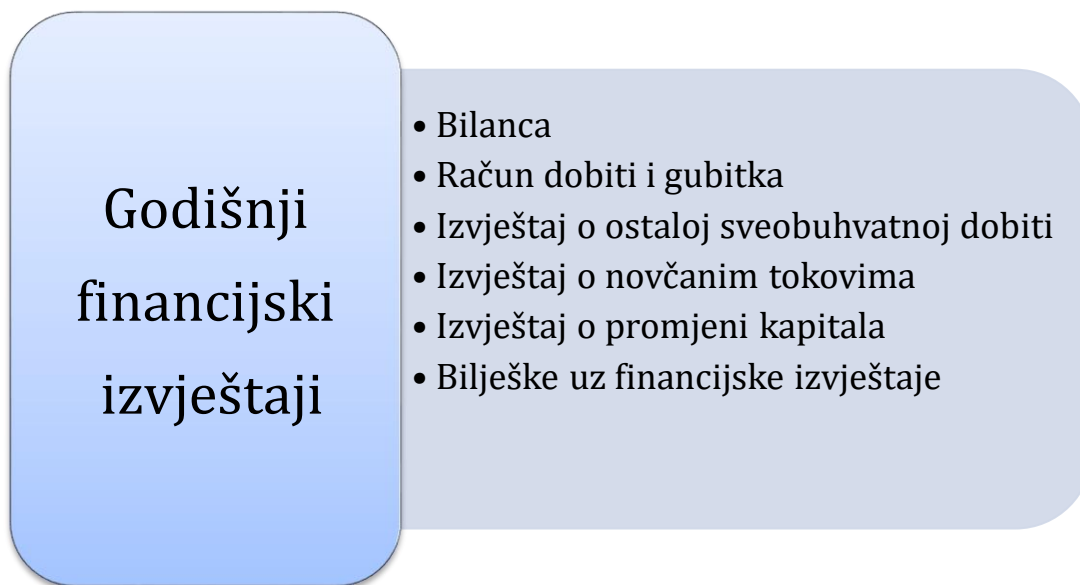 Godišnji
financijski
izvještaji
• Bilanca
• Račun dobiti i gubitka
• Izvještaj o ostaloj sveobuhvatnoj dobiti
• Izvještaj o novčanim tokovima
• Izvještaj o promjeni kapitala
• Bilješke uz financijske izvještaje